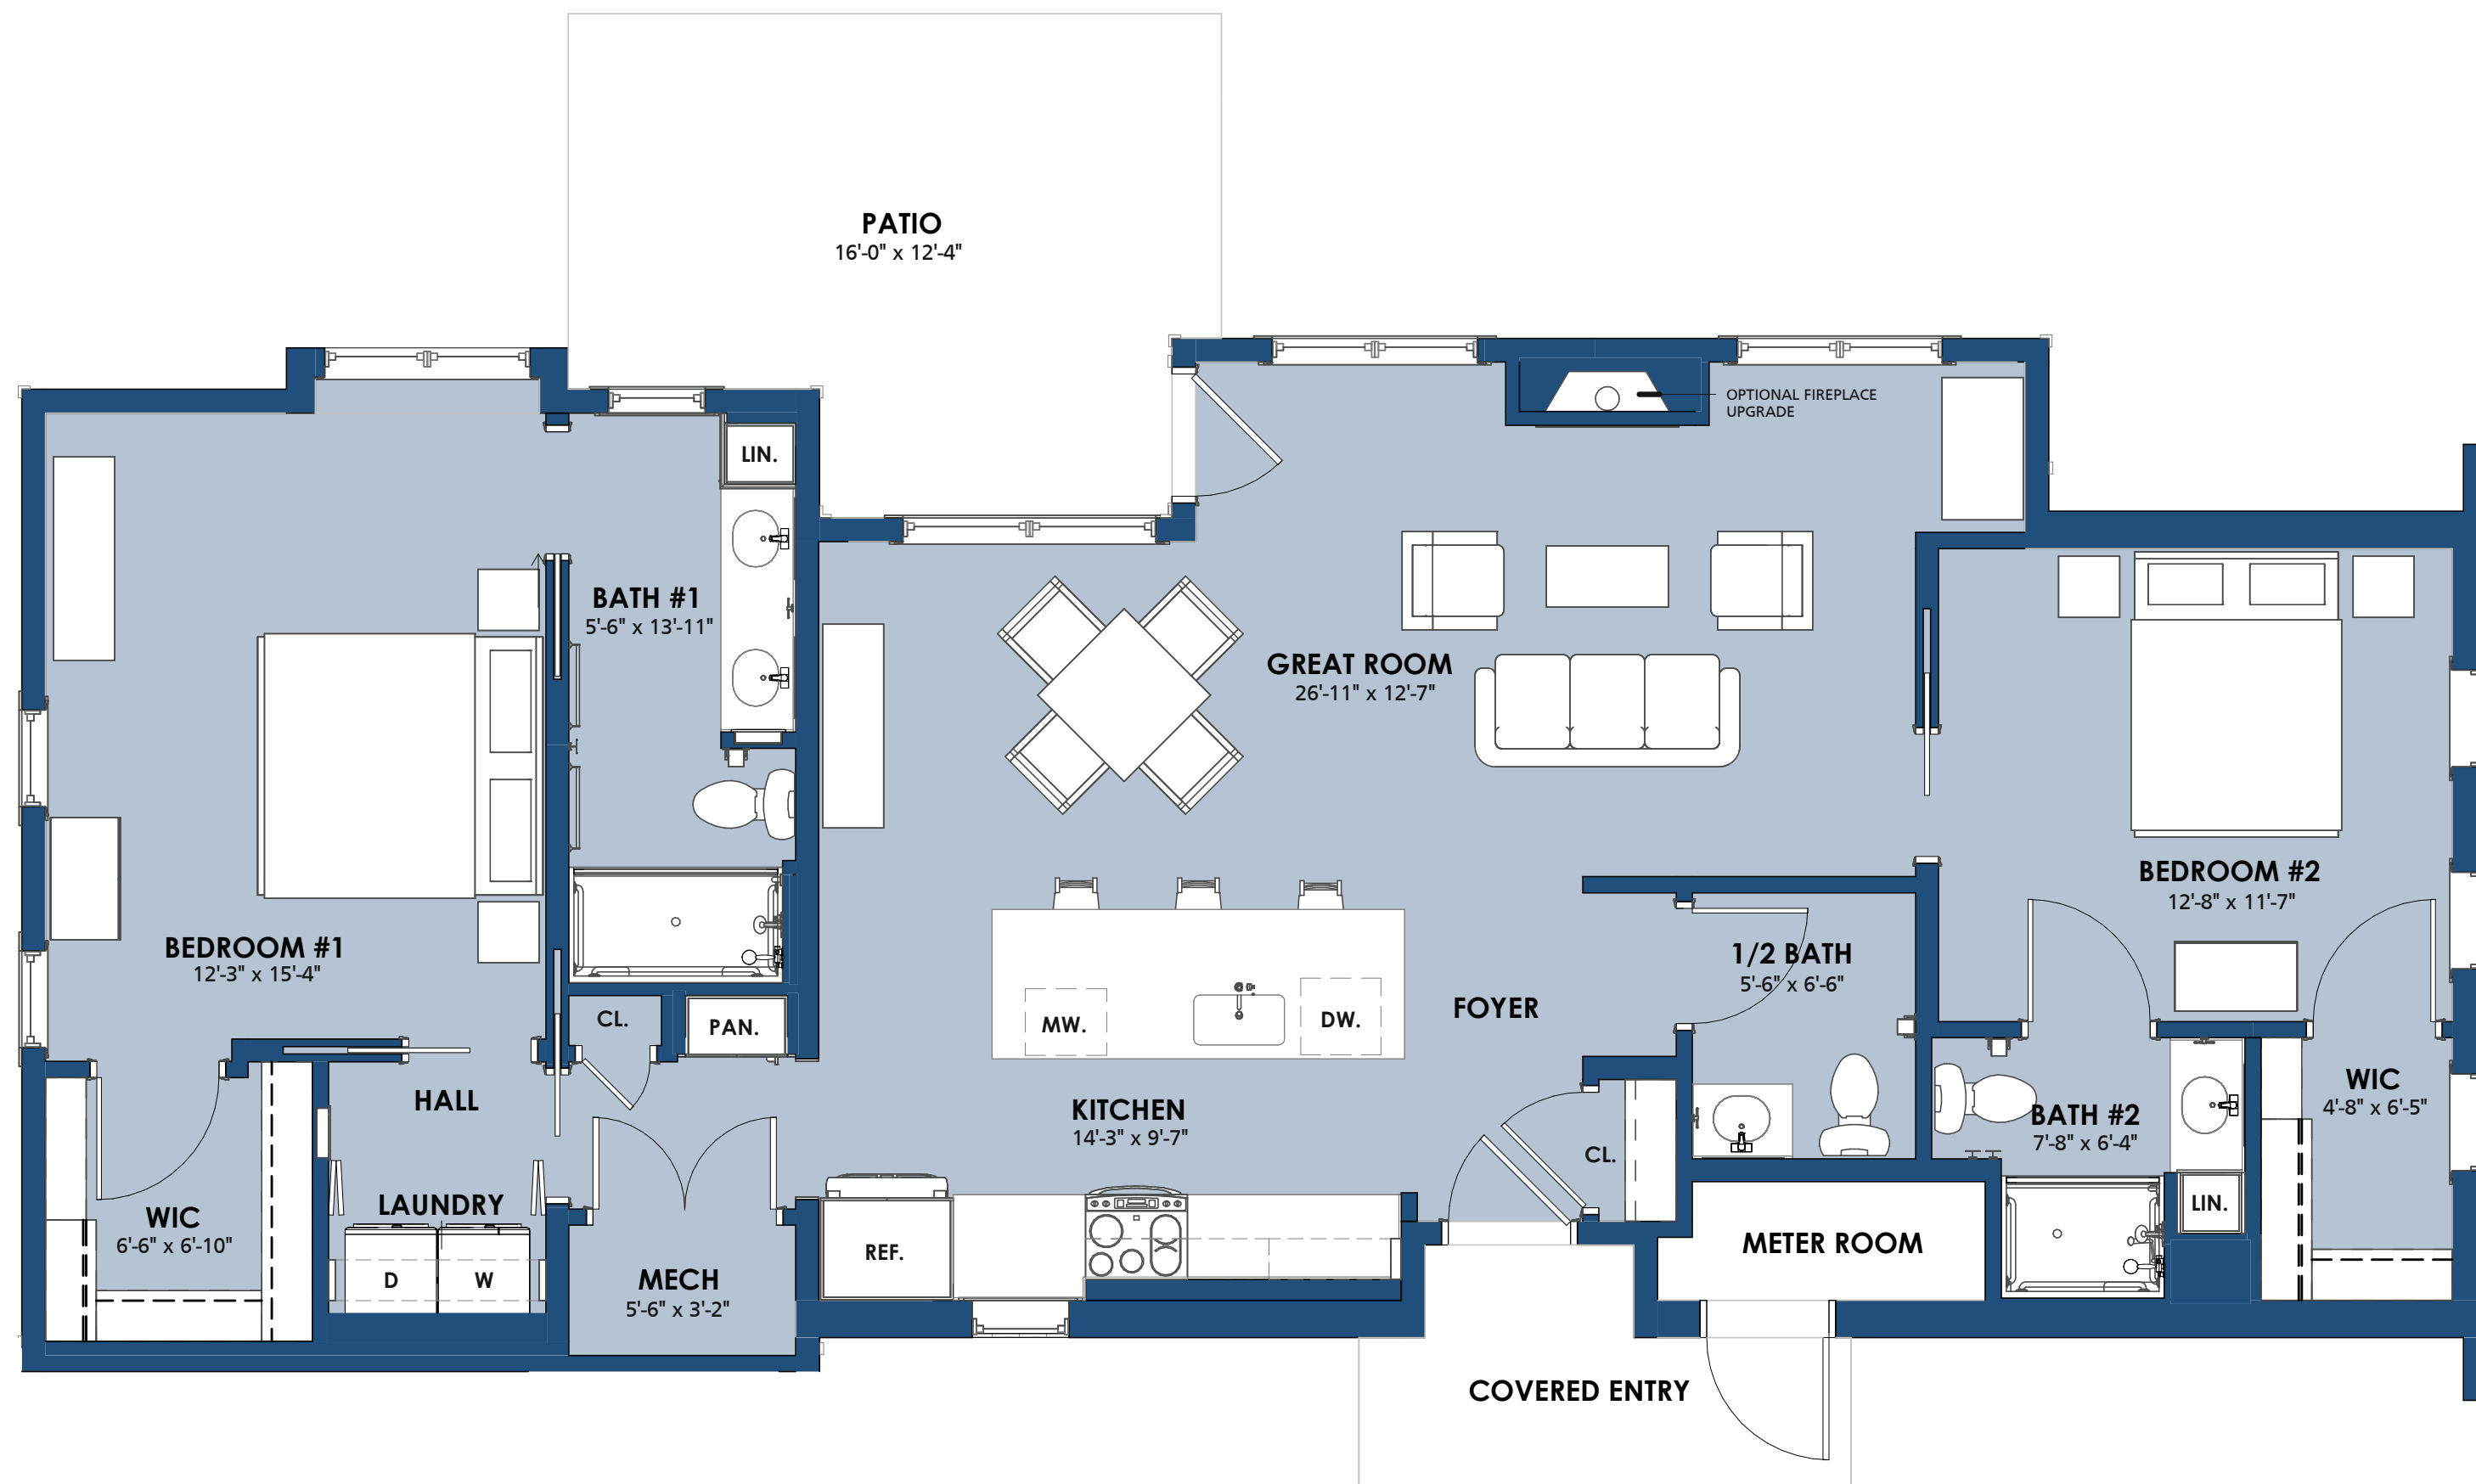 PATIO
16'-0" x 12'-4"
OPTIONAL FIREPLACE
UPGRADE
LIN.
BATH #1
5'-6" x 13'-11"
GREAT ROOM
26'-11" x 12'-7"
BEDROOM #2
12'-8" x 11'-7"
BEDROOM #1
12'-3" x 15'-4"
1/2 BATH
5'-6" x 6'-6"
FOYER
CL.
PAN.
MW.
DW.
HALL
KITCHEN
14'-3" x 9'-7"
CL.
BATH #2
7'-8" x 6'-4"
WIC
4'-8" x 6'-5"
LAUNDRY
WIC
6'-6" x 6'-10"
LIN.
D
W
MECH
5'-6" x 3'-2"
REF.
METER ROOM
COVERED ENTRY